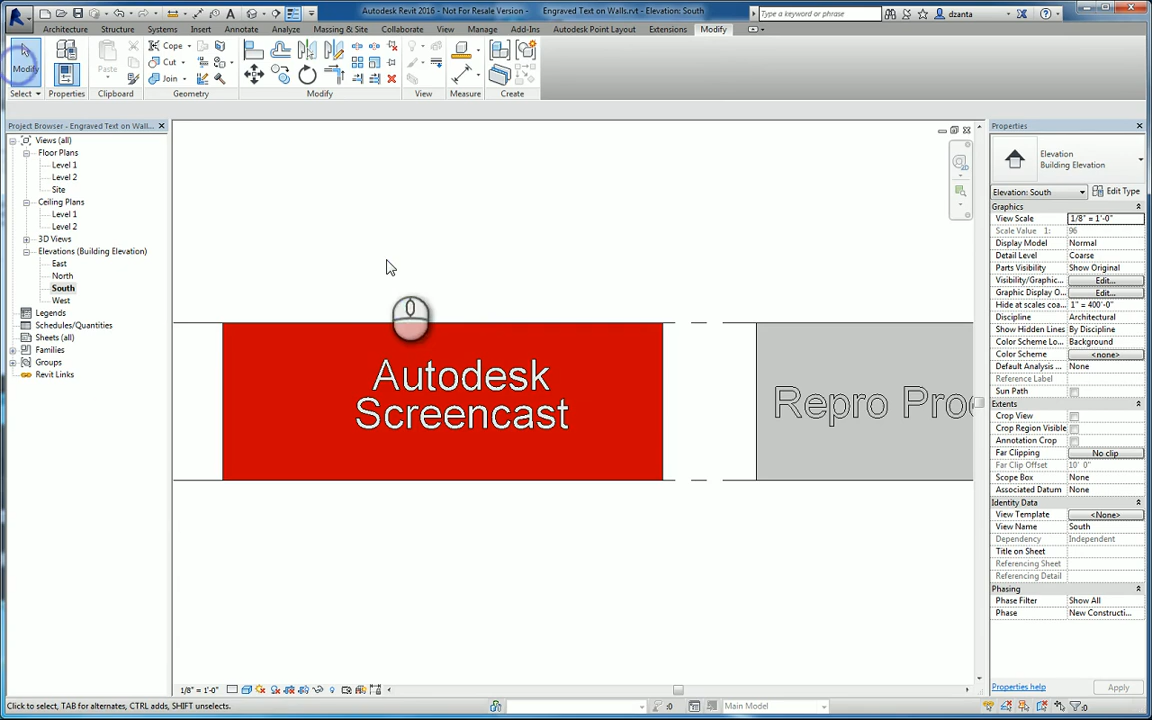 Autodesk Revit 2016 - Not For Resale Version - Engraved Text on Walls.rvt - Elevation: South
Type a keyword or phrase
dzanta
Architecture Structure Systems Insert Annotate Analyze Massing & Site Collaborate View Manage Add-Ins Autodesk Point Layout Extensions Modify
Modify
Paste
Cope
Cut
Join
Select Properties Clipboard Geometry Modify View Measure Create
Project Browser - Engraved Text on Wall...
Views (all)
Floor Plans
Level 1
Level 2
Site
Ceiling Plans
Level 1
Level 2
3D Views
Elevations (Building Elevation)
East
North
South
West
Legends
Schedules/Quantities
Sheets (all)
Families
Groups
Revit Links
Autodesk
Screencast
Repro Pro
Properties
Elevation
Building Elevation
Elevation: South Edit Type
Graphics
View Scale 1/8" = 1'-0"
Scale Value 1: 96
Display Model Normal
Detail Level Coarse
Parts Visibility Show Original
Visibility/Graphic... Edit...
Graphic Display O... Edit...
Hide at scales coa... 1" = 400'-0"
Discipline Architectural
Show Hidden Lines By Discipline
Color Scheme Lo... Background
Color Scheme <none>
Default Analysis ... None
Reference Label
Sun Path
Extents
Crop View
Crop Region Visible
Annotation Crop
Far Clipping No clip
Far Clip Offset 10' 0"
Scope Box None
Associated Datum None
Identity Data
View Template <None>
View Name South
Dependency Independent
Title on Sheet
Referencing Sheet
Referencing Detail
Phasing
Phase Filter Show All
Phase New Constructi...
Properties help Apply
1/8" = 1'-0"
Click to select, TAB for alternates, CTRL adds, SHIFT unselects.
:0
Main Model
:0